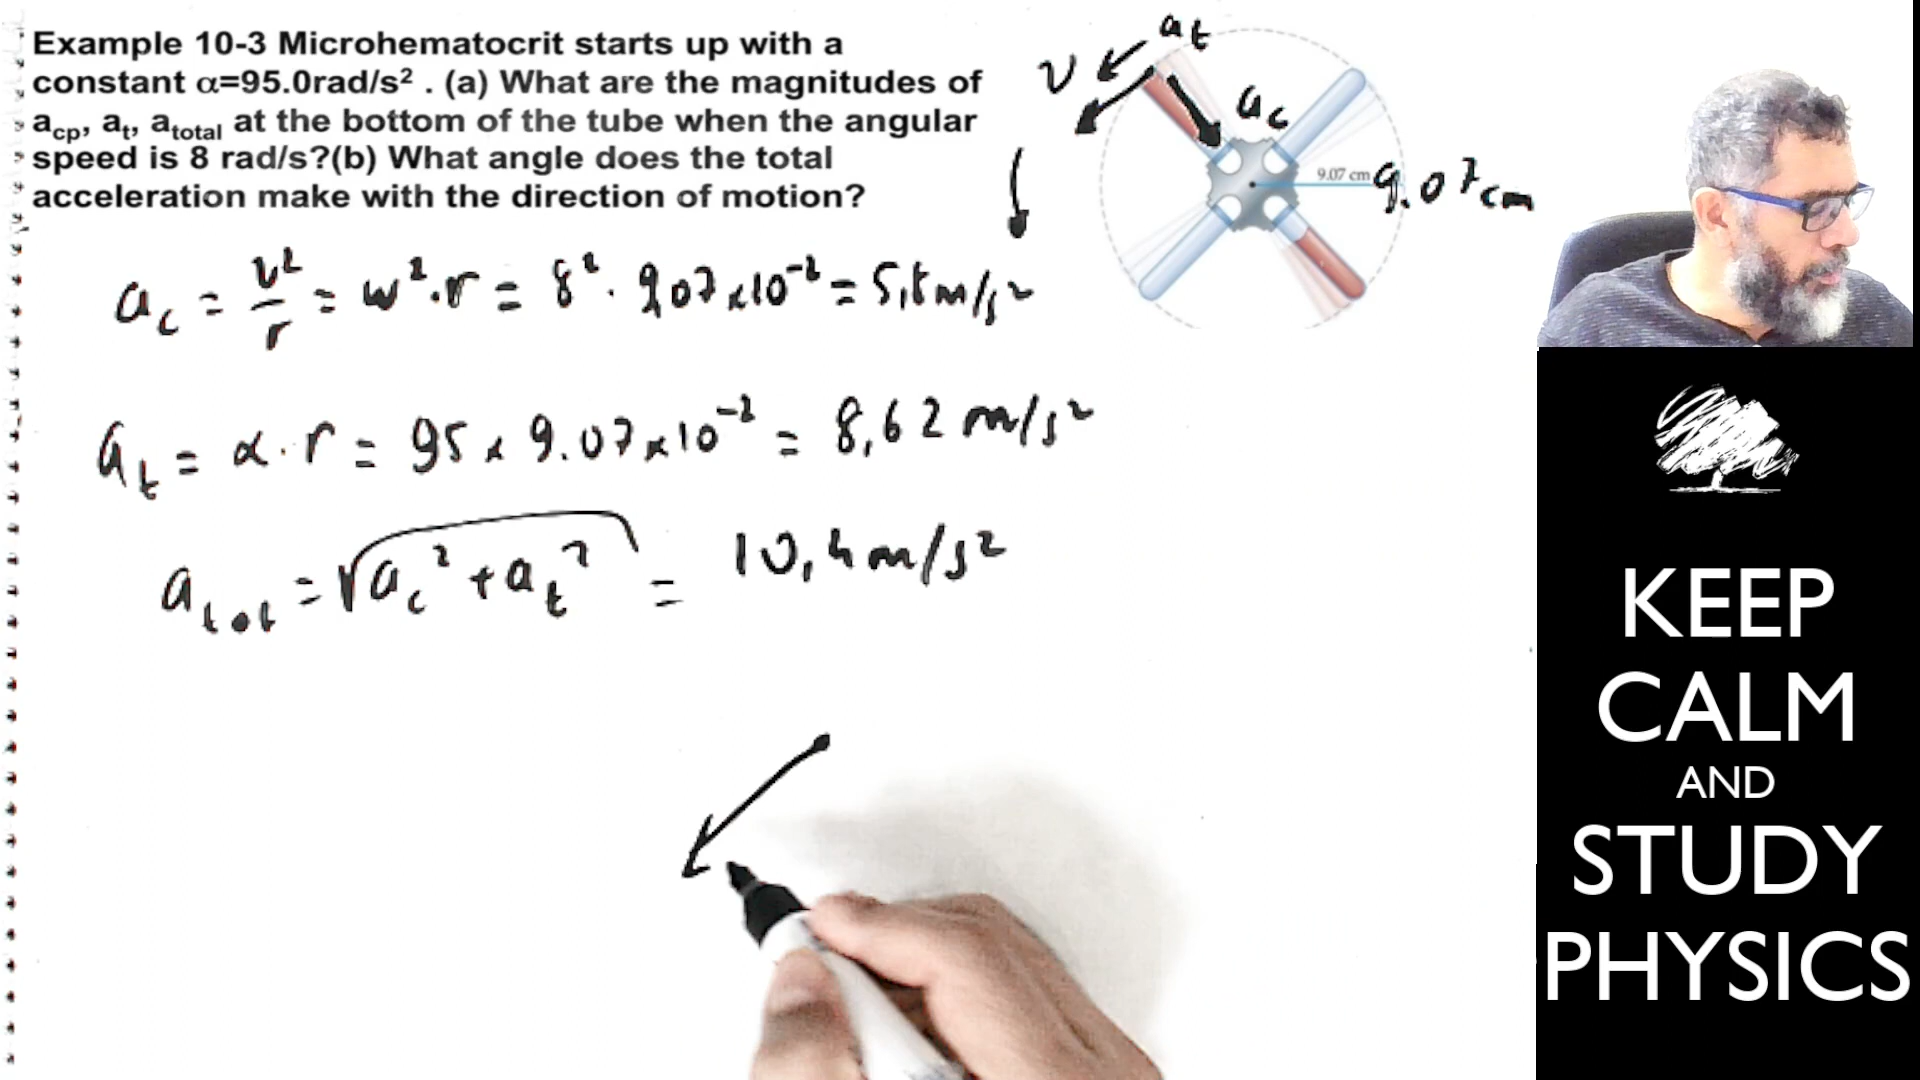 Example 10-3 Microhematocrit starts up with a
constant α=95.0rad/s² . (a) What are the magnitudes of
acp, at, atotal at the bottom of the tube when the angular
speed is 8 rad/s?(b) What angle does the total
acceleration make with the direction of motion?
v
at
ac
9.07 cm
9.07cm
ac = v²/r = w²·r = 8² · 9.07x10⁻² = 5,8 m/s²
at = α·r = 95 x 9.07x10⁻² = 8,62 m/s²
atot = √ac² + at² = 10,4 m/s²
KEEP
CALM
AND
STUDY
PHYSICS